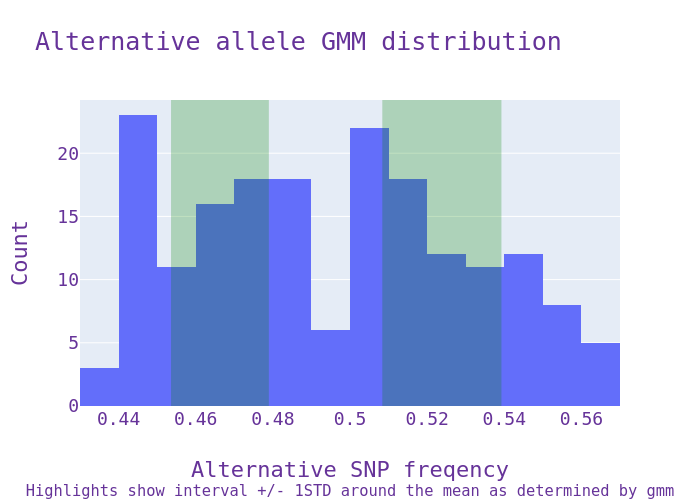 Alternative allele GMM distribution
Count
20
15
10
5
0
0.44 0.46 0.48 0.5 0.52 0.54 0.56
Alternative SNP freqency
Highlights show interval +/- 1STD around the mean as determined by gmm